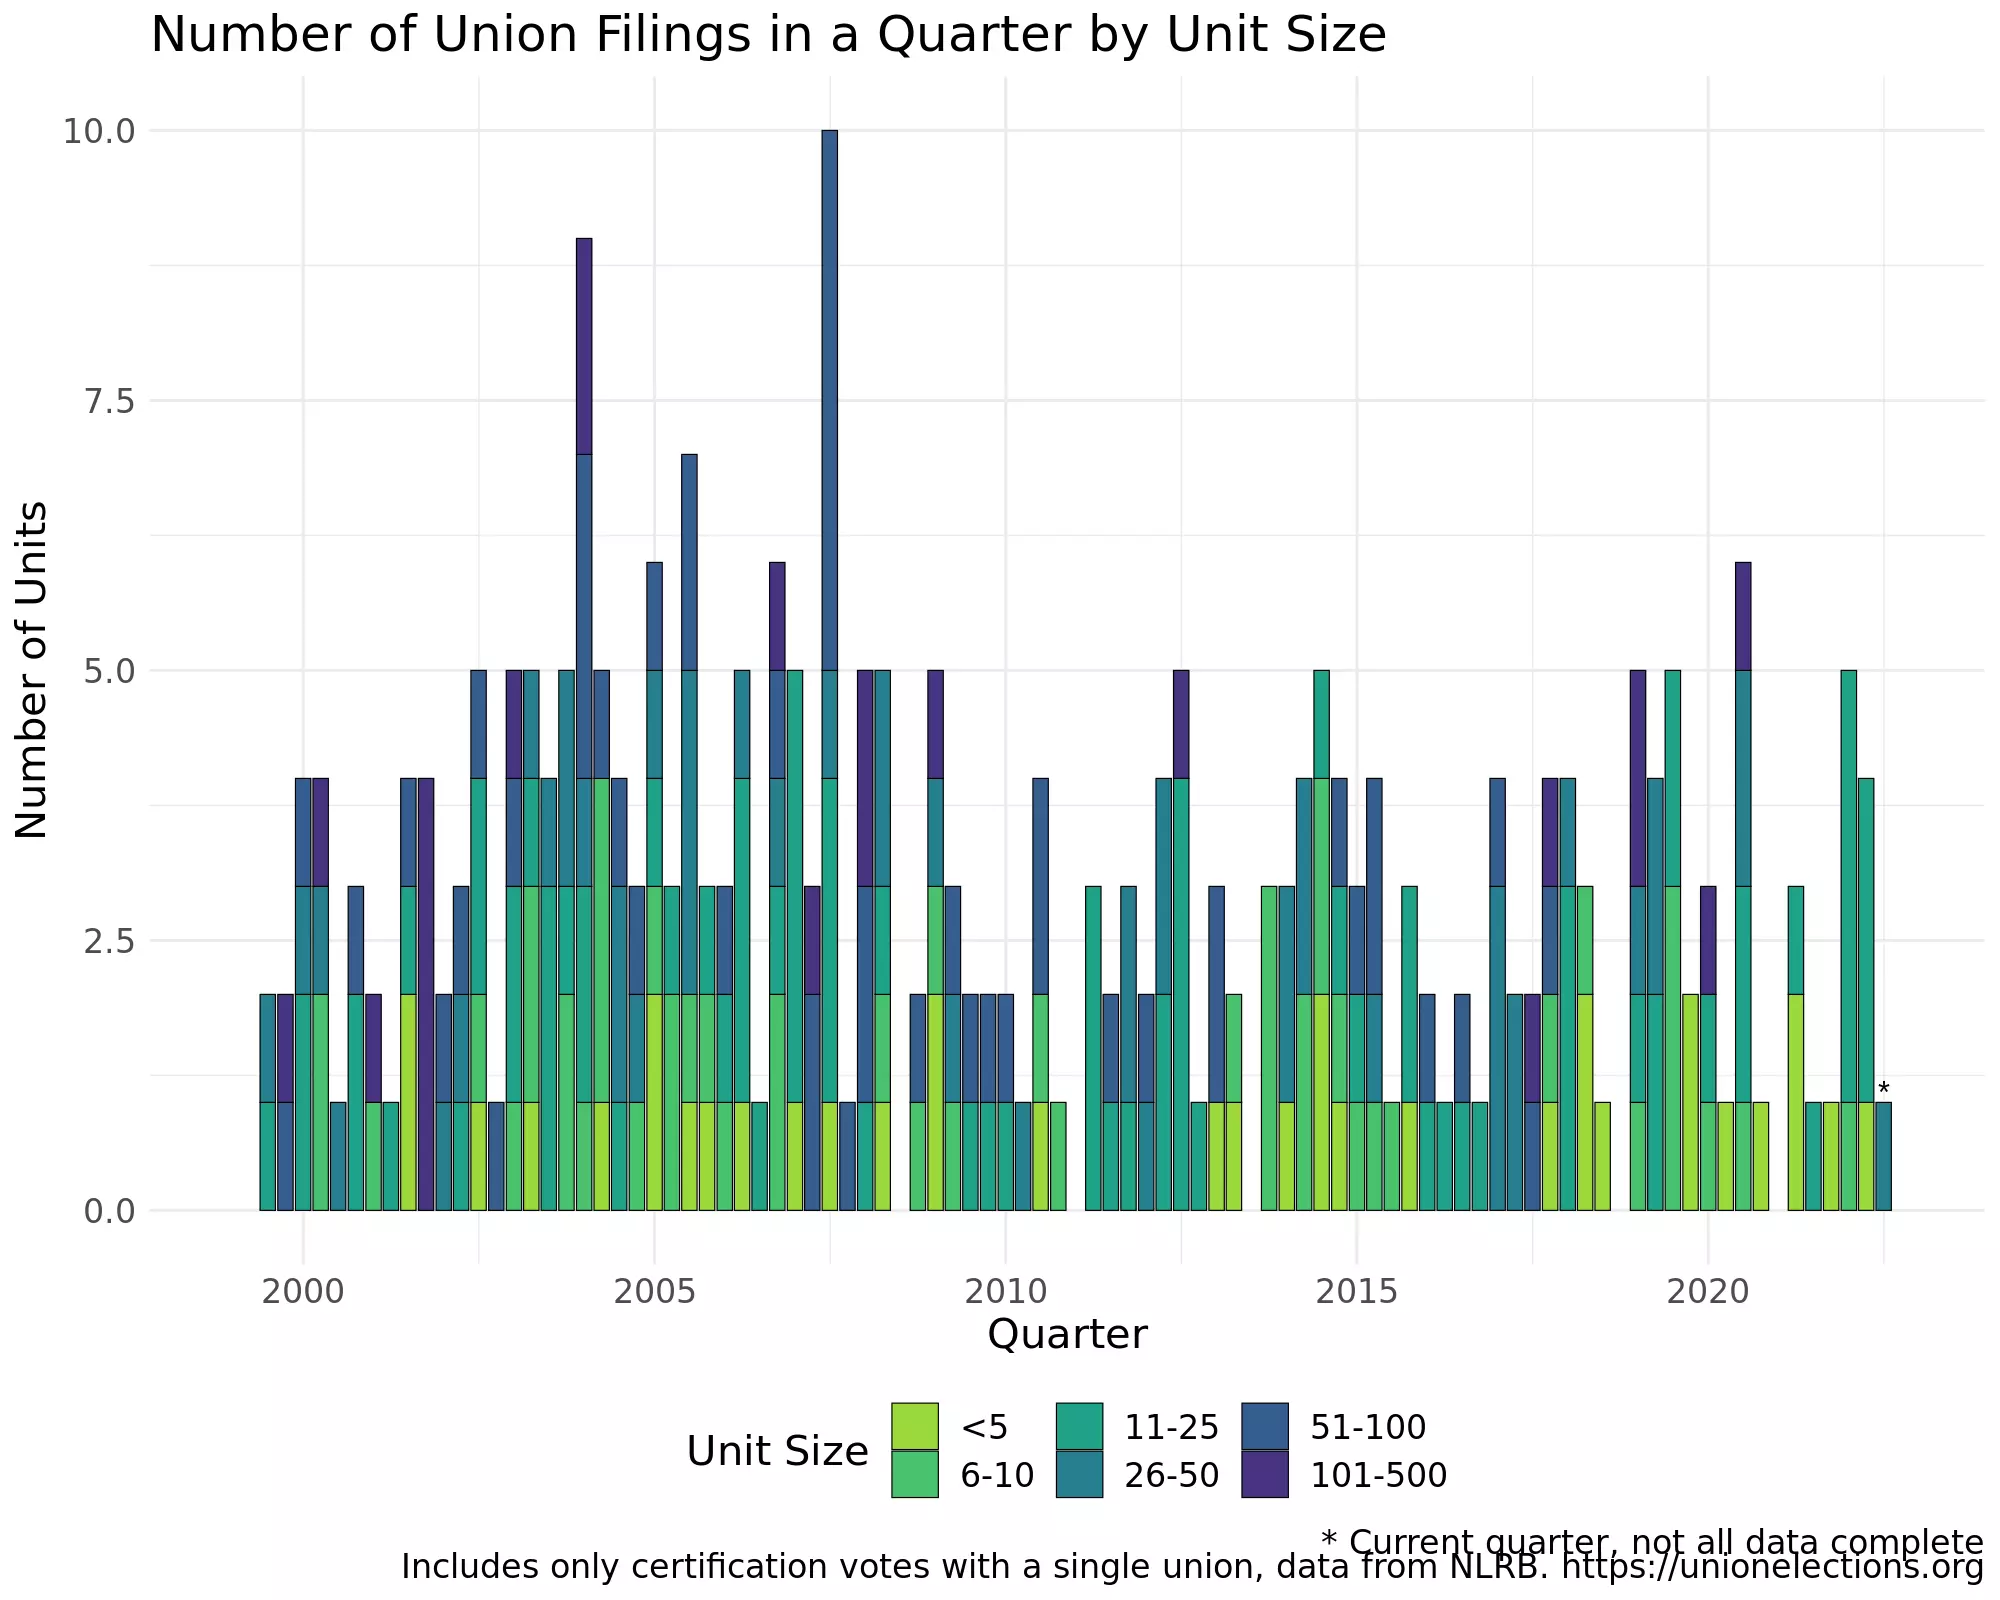 Number of Union Filings in a Quarter by Unit Size
10.0
7.5
5.0
2.5
0.0
Number of Units
*
2000 2005 2010 2015 2020
Quarter
Unit Size
<5 11-25 51-100
6-10 26-50 101-500
* Current quarter, not all data complete
Includes only certification votes with a single union, data from NLRB. https://unionelections.org